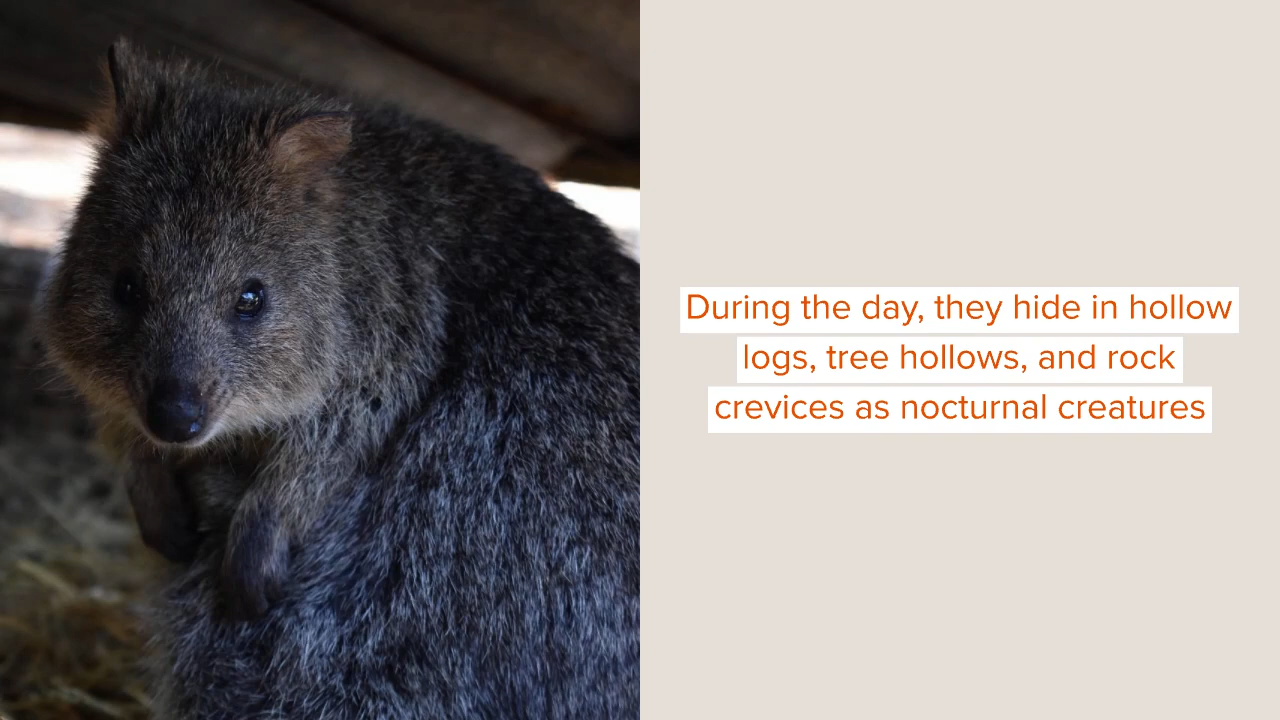 During the day, they hide in hollow
logs, tree hollows, and rock
crevices as nocturnal creatures